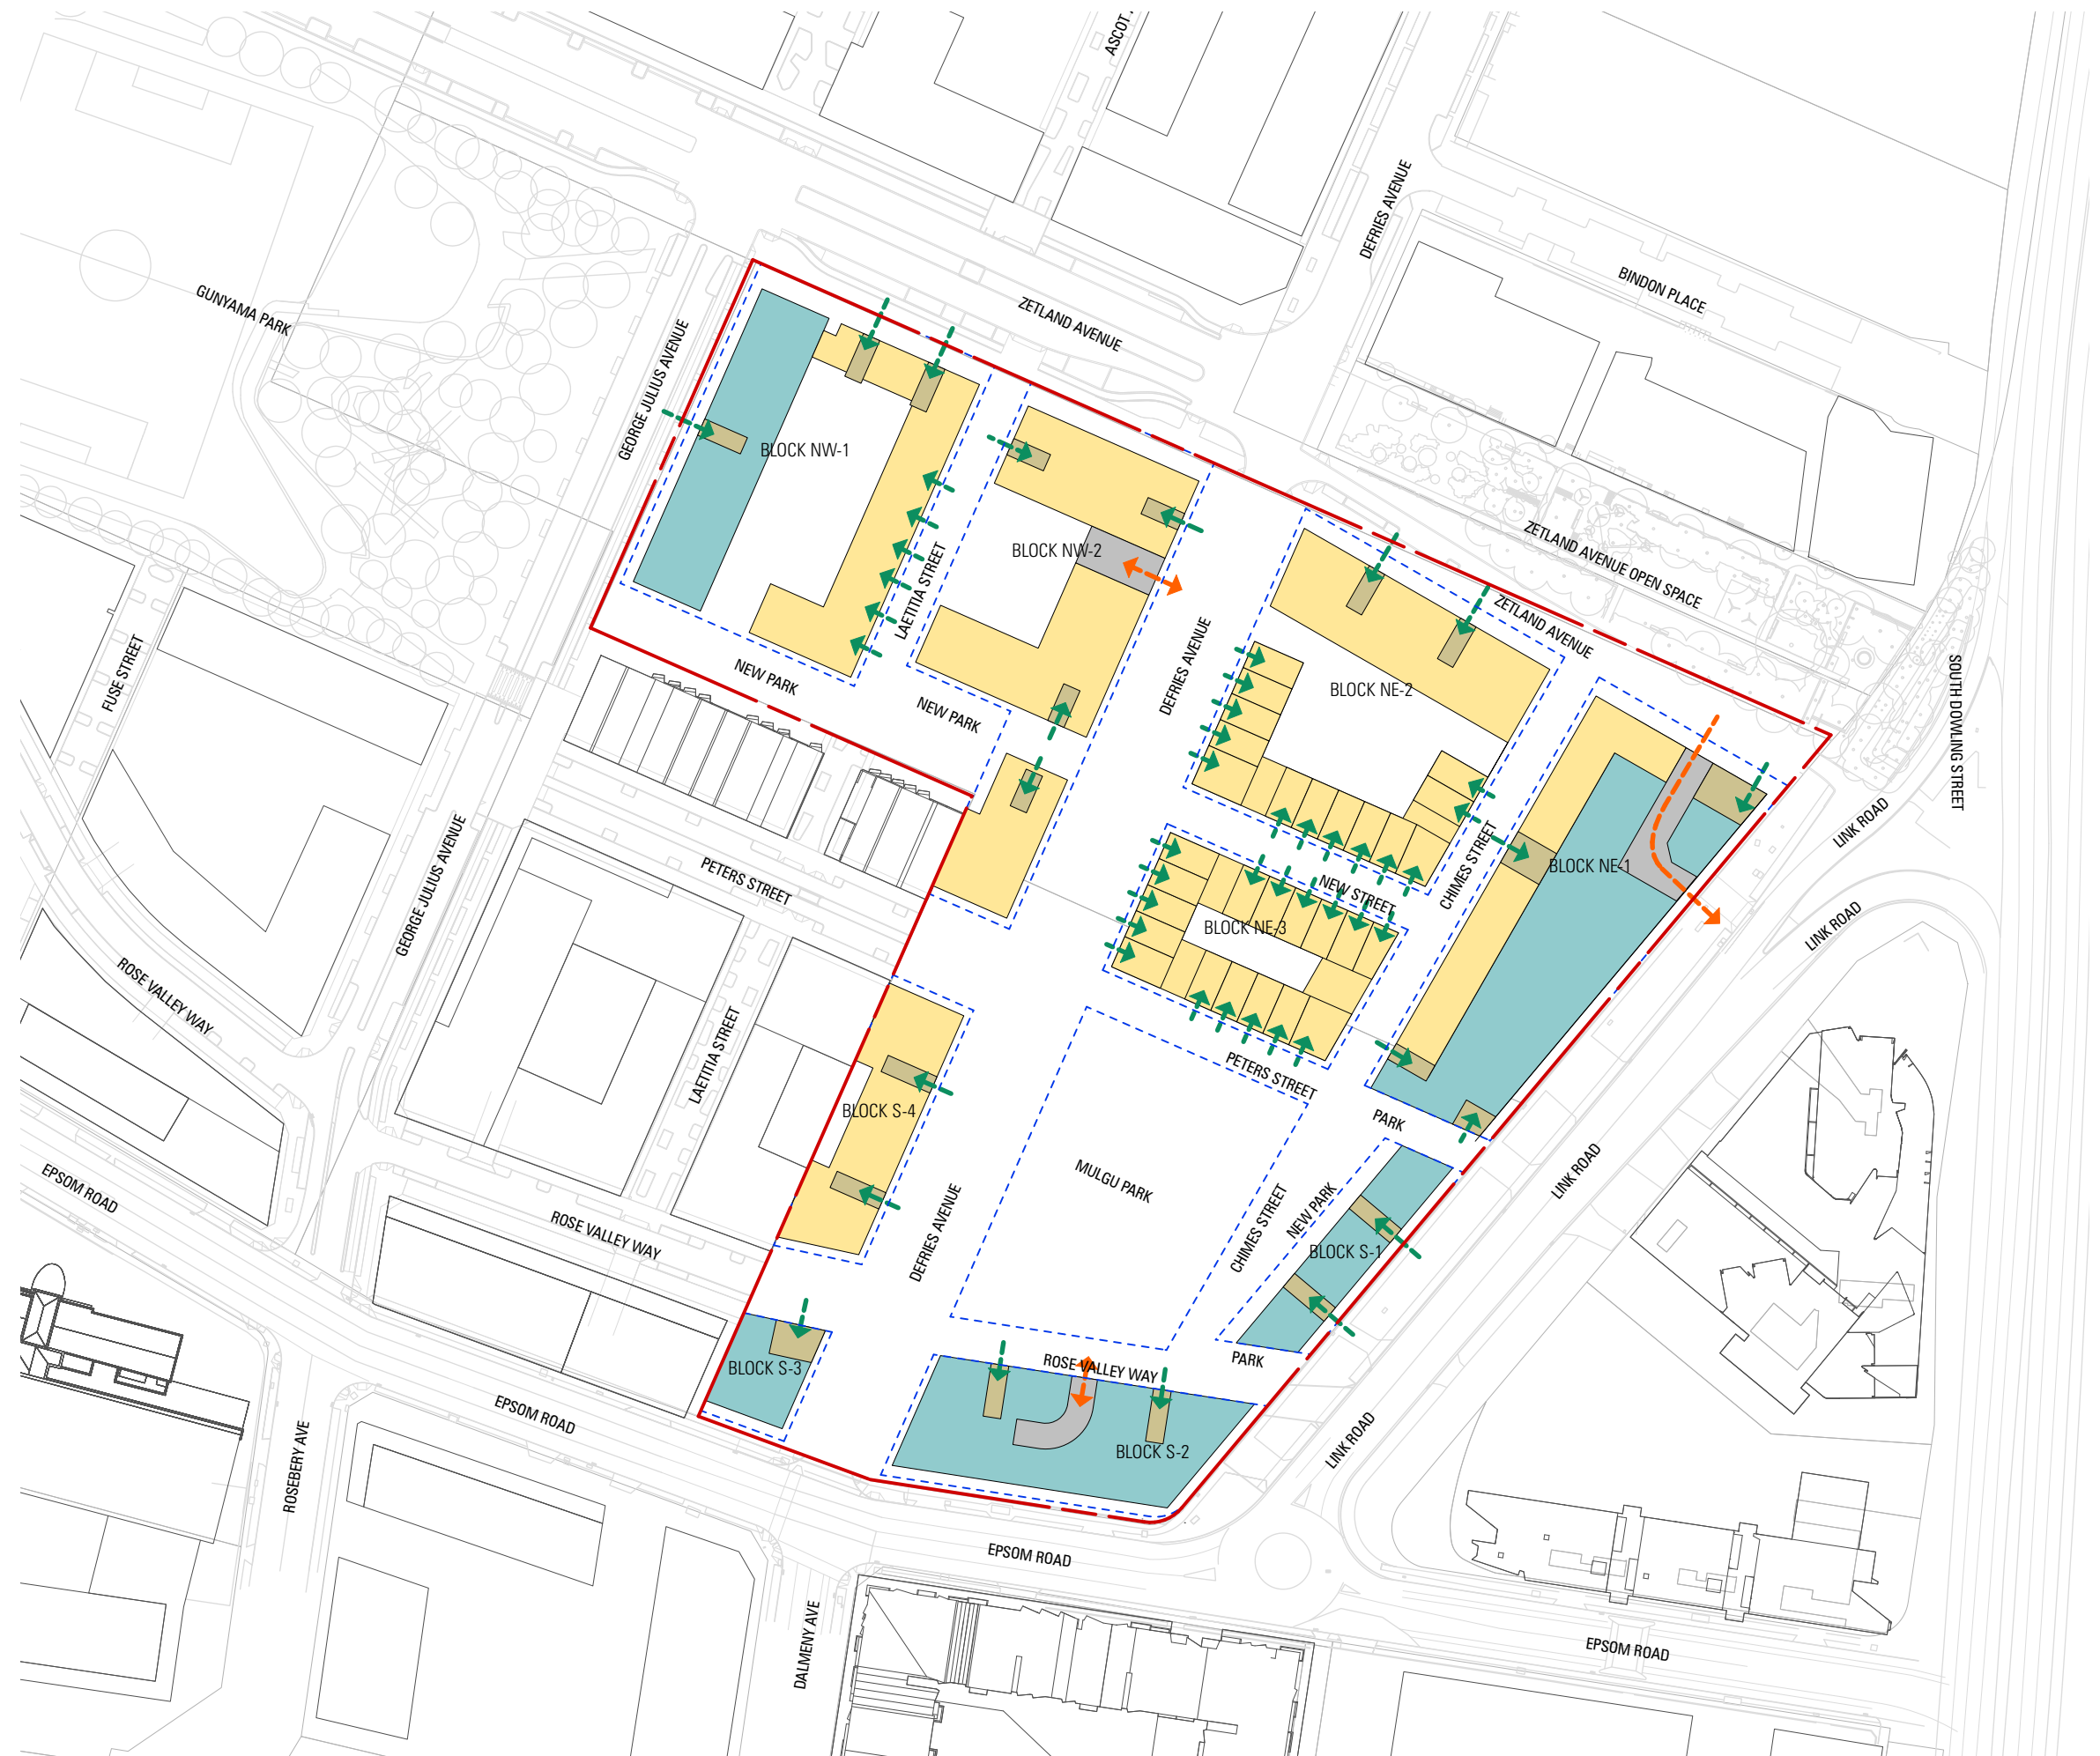 ASCOT
DEFRIES AVENUE
BINDON PLACE
GUNYAMA PARK
ZETLAND AVENUE
GEORGE JULIUS AVENUE
BLOCK NW-1
BLOCK NW-2
LAETITIA STREET
ZETLAND AVENUE OPEN SPACE
ZETLAND AVENUE
SOUTH DOWLING STREET
FUSE STREET
NEW PARK
NEW PARK
DEFRIES AVENUE
BLOCK NE-2
LINK ROAD
GEORGE JULIUS AVENUE
PETERS STREET
NEW STREET
CHIMES STREET
BLOCK NE-1
BLOCK NE-3
LINK ROAD
ROSE VALLEY WAY
LAETITIA STREET
BLOCK S-4
PETERS STREET
PARK
MULGU PARK
LINK ROAD
EPSOM ROAD
ROSE VALLEY WAY
DEFRIES AVENUE
CHIMES STREET
NEW PARK
BLOCK S-1
BLOCK S-3
ROSE VALLEY WAY
PARK
EPSOM ROAD
ROSEBERY AVE
BLOCK S-2
LINK ROAD
EPSOM ROAD
DALMENY AVE
EPSOM ROAD